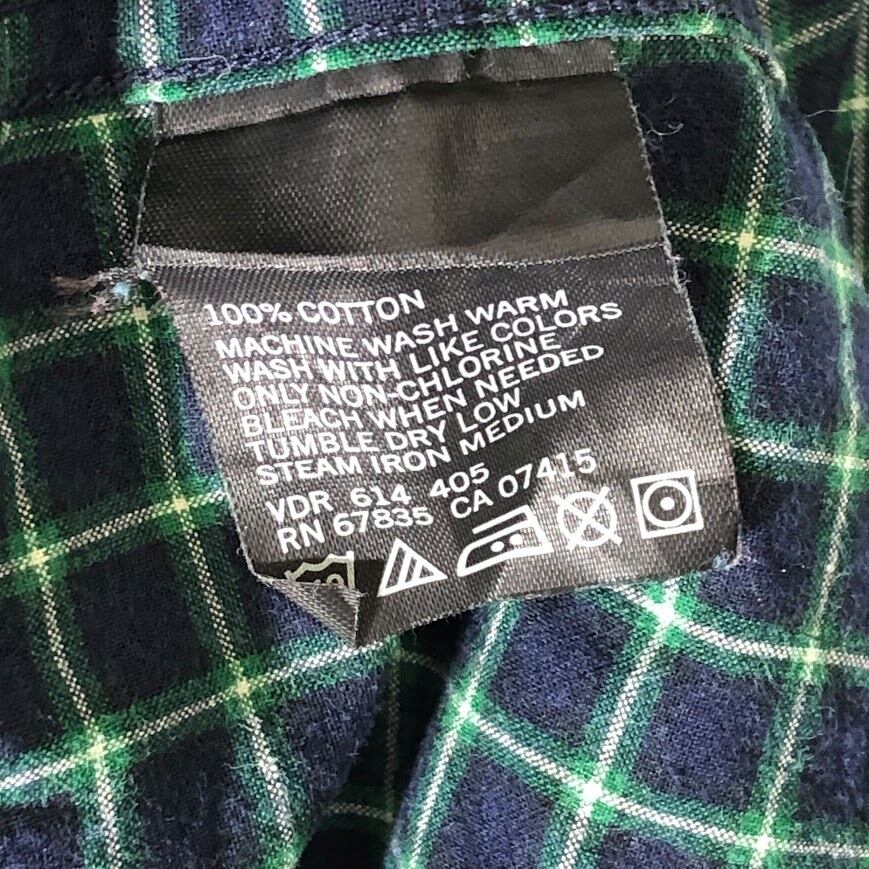 100% COTTON
MACHINE WASH WARM
WASH WITH LIKE COLORS
ONLY NON-CHLORINE
BLEACH WHEN NEEDED
TUMBLE DRY LOW
STEAM IRON MEDIUM
VDR 614 405
RN 67835 CA 07415